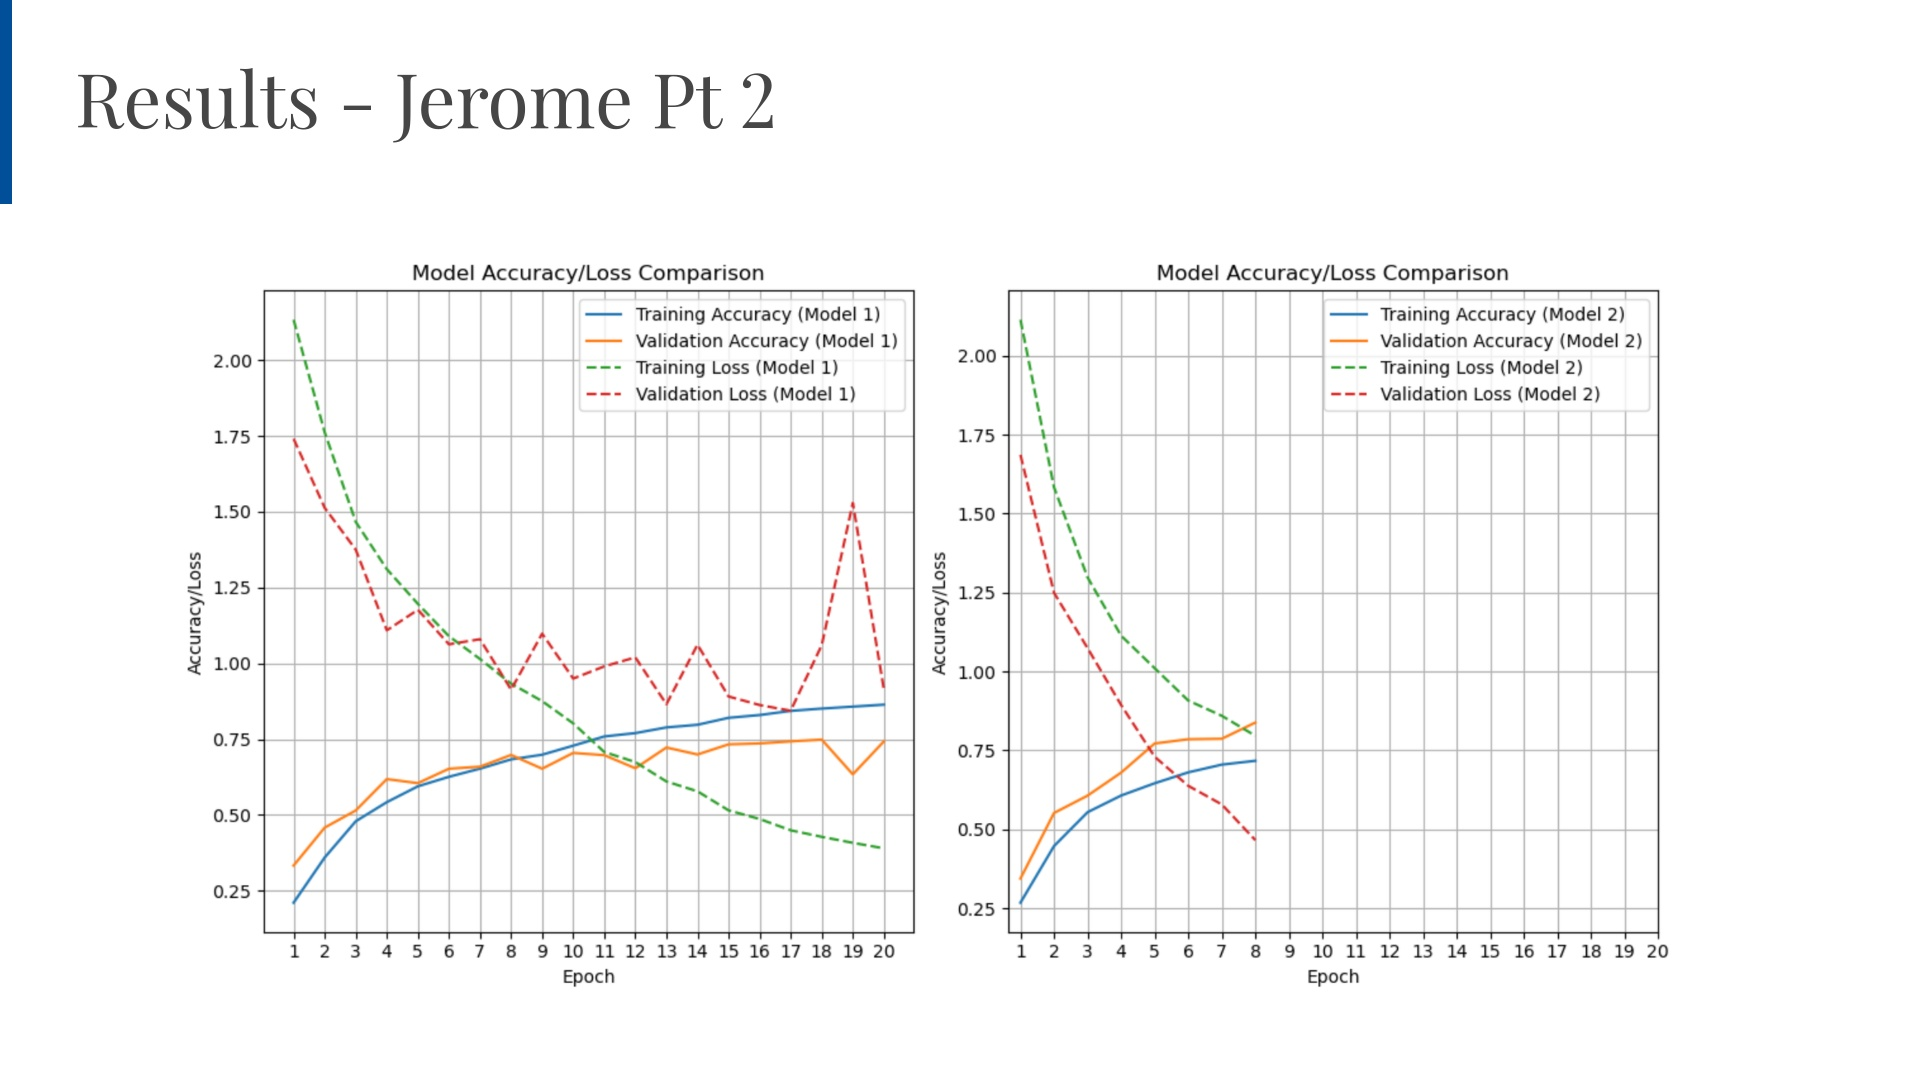 Results - Jerome Pt 2
Model Accuracy/Loss Comparison
Training Accuracy (Model 1)
Validation Accuracy (Model 1)
Training Loss (Model 1)
Validation Loss (Model 1)
Accuracy/Loss
2.00
1.75
1.50
1.25
1.00
0.75
0.50
0.25
1 2 3 4 5 6 7 8 9 10 11 12 13 14 15 16 17 18 19 20
Epoch
Model Accuracy/Loss Comparison
Training Accuracy (Model 2)
Validation Accuracy (Model 2)
Training Loss (Model 2)
Validation Loss (Model 2)
Accuracy/Loss
2.00
1.75
1.50
1.25
1.00
0.75
0.50
0.25
1 2 3 4 5 6 7 8 9 10 11 12 13 14 15 16 17 18 19 20
Epoch